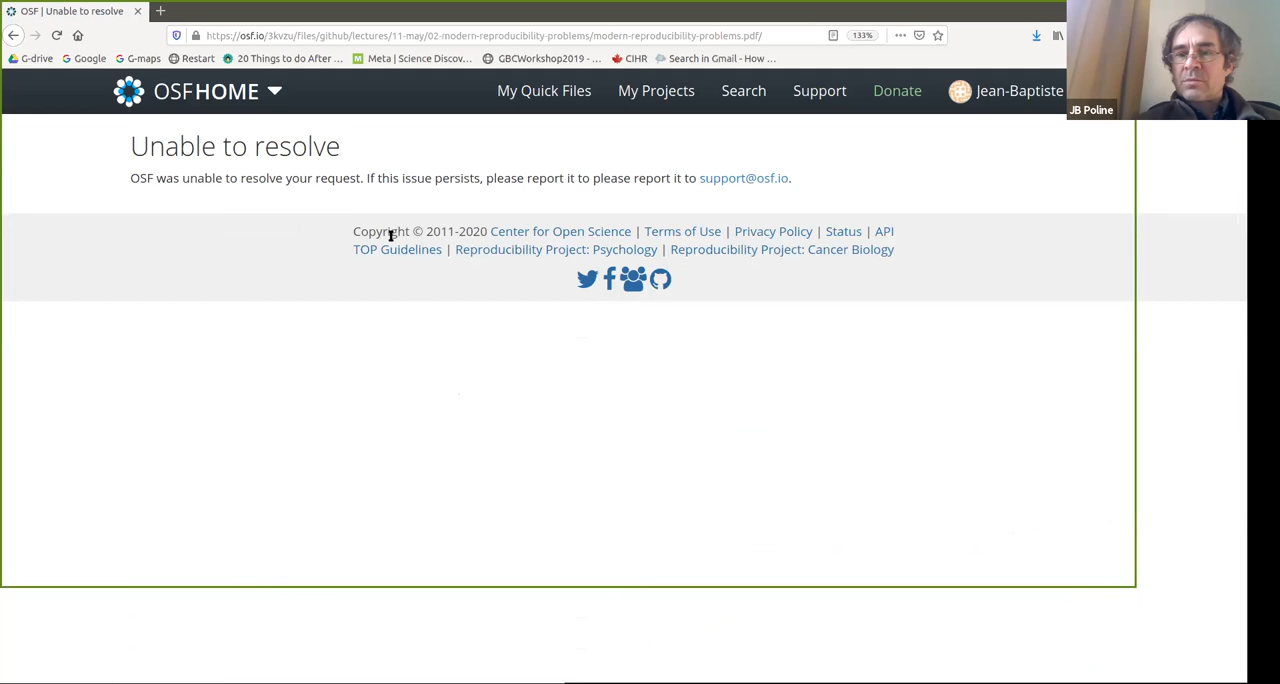 OSF | Unable to resolve
https://osf.io/3kvzu/files/github/lectures/11-may/02-modern-reproducibility-problems/modern-reproducibility-problems.pdf/
133%
G-drive
Google
G-maps
Restart
20 Things to do After ...
Meta | Science Discov...
GBCWorkshop2019 - ...
CIHR
Search in Gmail - How ...
OSFHOME
My Quick Files
My Projects
Search
Support
Donate
Jean-Baptiste
JB Poline
Unable to resolve
OSF was unable to resolve your request. If this issue persists, please report it to please report it to support@osf.io.
Copyright © 2011-2020 Center for Open Science | Terms of Use | Privacy Policy | Status | API
TOP Guidelines | Reproducibility Project: Psychology | Reproducibility Project: Cancer Biology